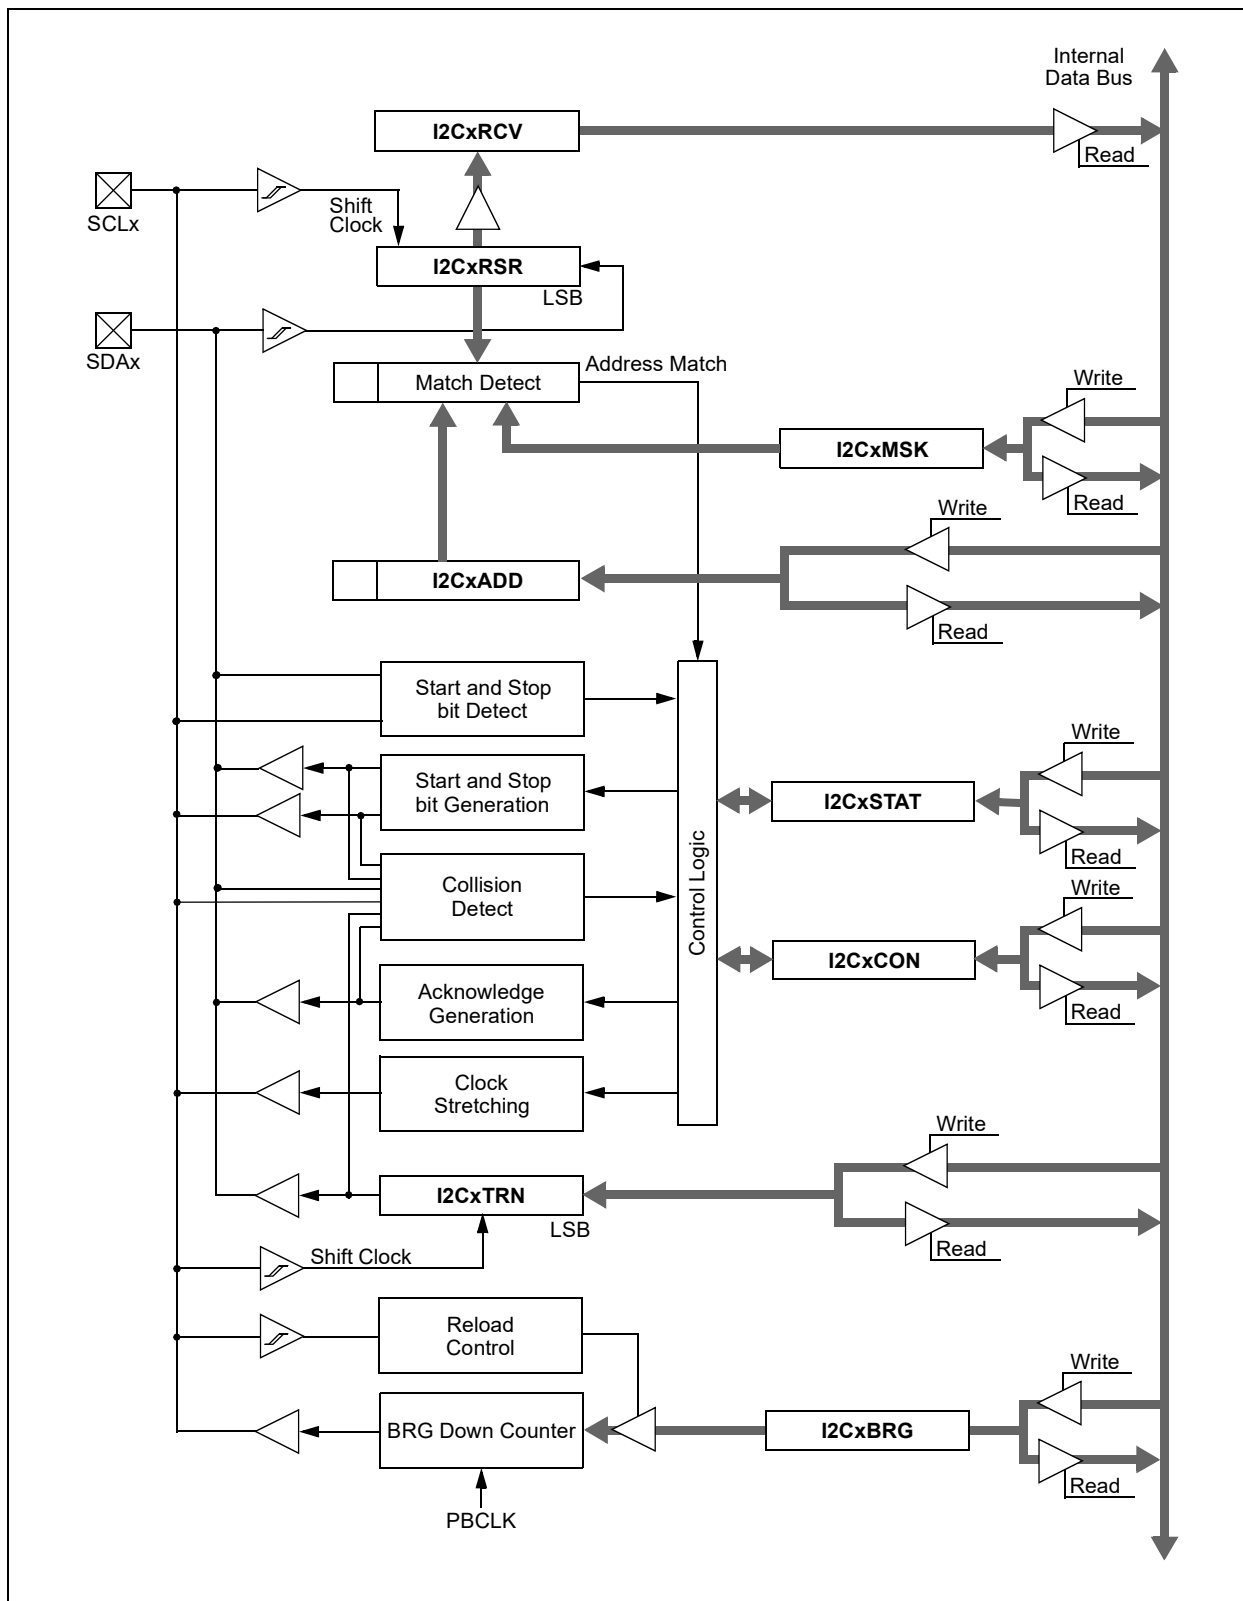 Internal
Data Bus
I2CxRCV
Read
SCLx
Shift
Clock
I2CxRSR
LSB
SDAx
Address Match
Match Detect
Write
I2CxMSK
Read
Write
I2CxADD
Read
Start and Stop
bit Detect
Write
Start and Stop
bit Generation
I2CxSTAT
Read
Control Logic
Collision
Detect
Write
I2CxCON
Acknowledge
Generation
Read
Clock
Stretching
Write
I2CxTRN
LSB
Read
Shift Clock
Reload
Control
Write
BRG Down Counter
I2CxBRG
Read
PBCLK